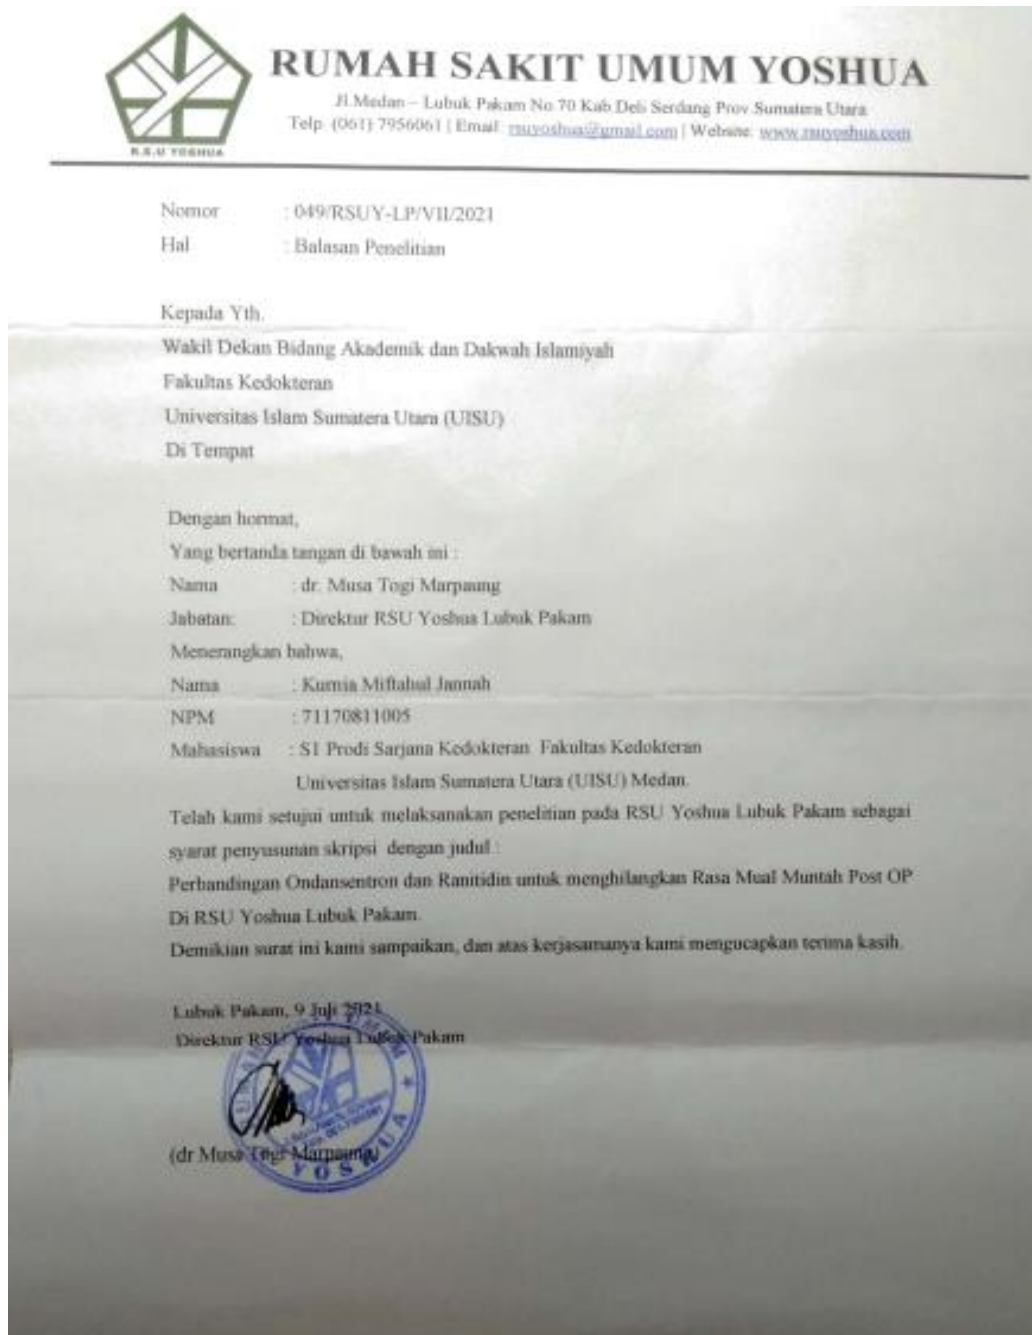 RUMAH SAKIT UMUM YOSHUA
Jl.Medan – Lubuk Pakam No.70 Kab.Deli Serdang Prov.Sumatera Utara
Telp. (061) 7956061 | Email: rsuyoshua@gmail.com | Website: www.rsuyoshua.com
R.S.U YOSHUA
Nomor : 049/RSUY-LP/VII/2021
Hal : Balasan Penelitian
Kepada Yth.
Wakil Dekan Bidang Akademik dan Dakwah Islamiyah
Fakultas Kedokteran
Universitas Islam Sumatera Utara (UISU)
Di Tempat
Dengan hormat,
Yang bertanda tangan di bawah ini :
Nama : dr. Musa Togi Marpaung
Jabatan: : Direktur RSU Yoshua Lubuk Pakam
Menerangkan bahwa,
Nama : Kurnia Miftahul Jannah
NPM : 71170811005
Mahasiswa : S1 Prodi Sarjana Kedokteran Fakultas Kedokteran
Universitas Islam Sumatera Utara (UISU) Medan.
Telah kami setujui untuk melaksanakan penelitian pada RSU Yoshua Lubuk Pakam sebagai
syarat penyusunan skripsi dengan judul :
Perbandingan Ondansentron dan Ranitidin untuk menghilangkan Rasa Mual Muntah Post OP
Di RSU Yoshua Lubuk Pakam.
Demikian surat ini kami sampaikan, dan atas kerjasamanya kami mengucapkan terima kasih.
Lubuk Pakam, 9 Juli 2021
Direktur RSU Yoshua Lubuk Pakam
(dr Musa Togi Marpaung)
YOSHUA